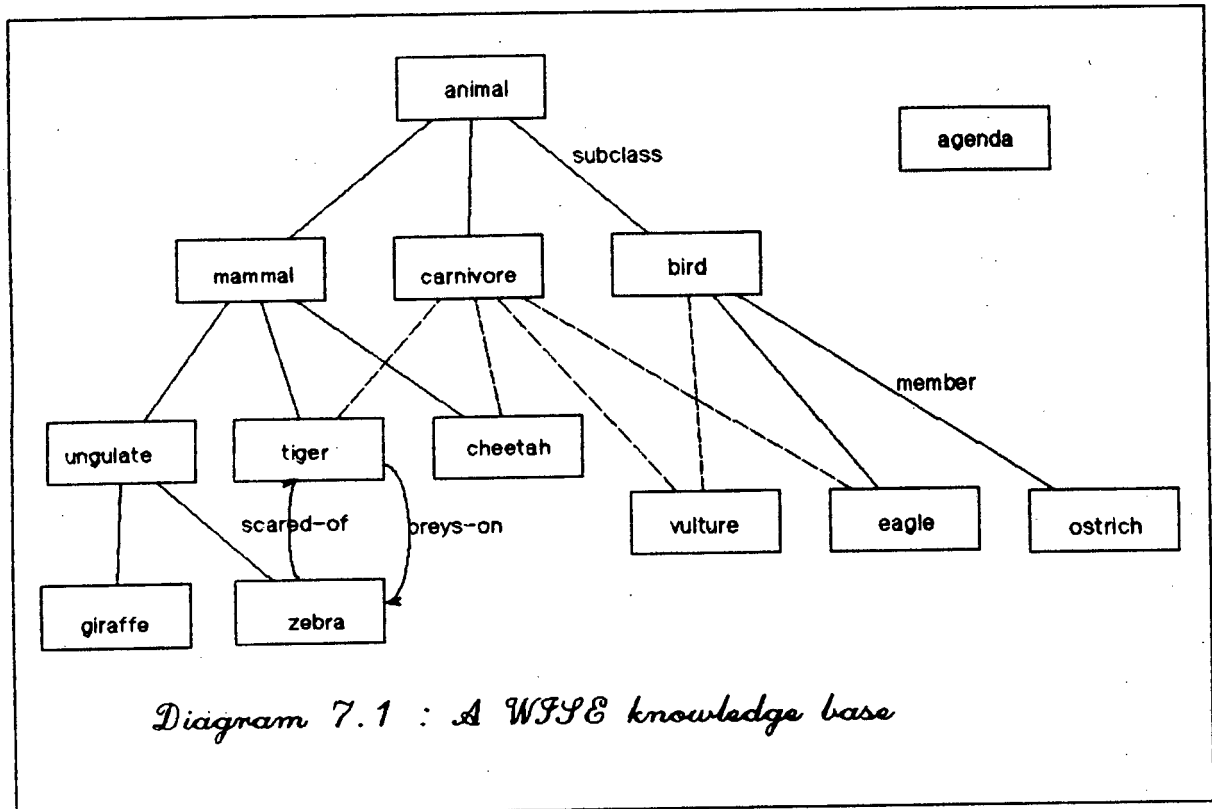 animal
agenda
subclass
mammal
carnivore
bird
member
ungulate
tiger
cheetah
vulture
eagle
ostrich
scared-of
preys-on
giraffe
zebra
Diagram 7.1 : A WISE knowledge base